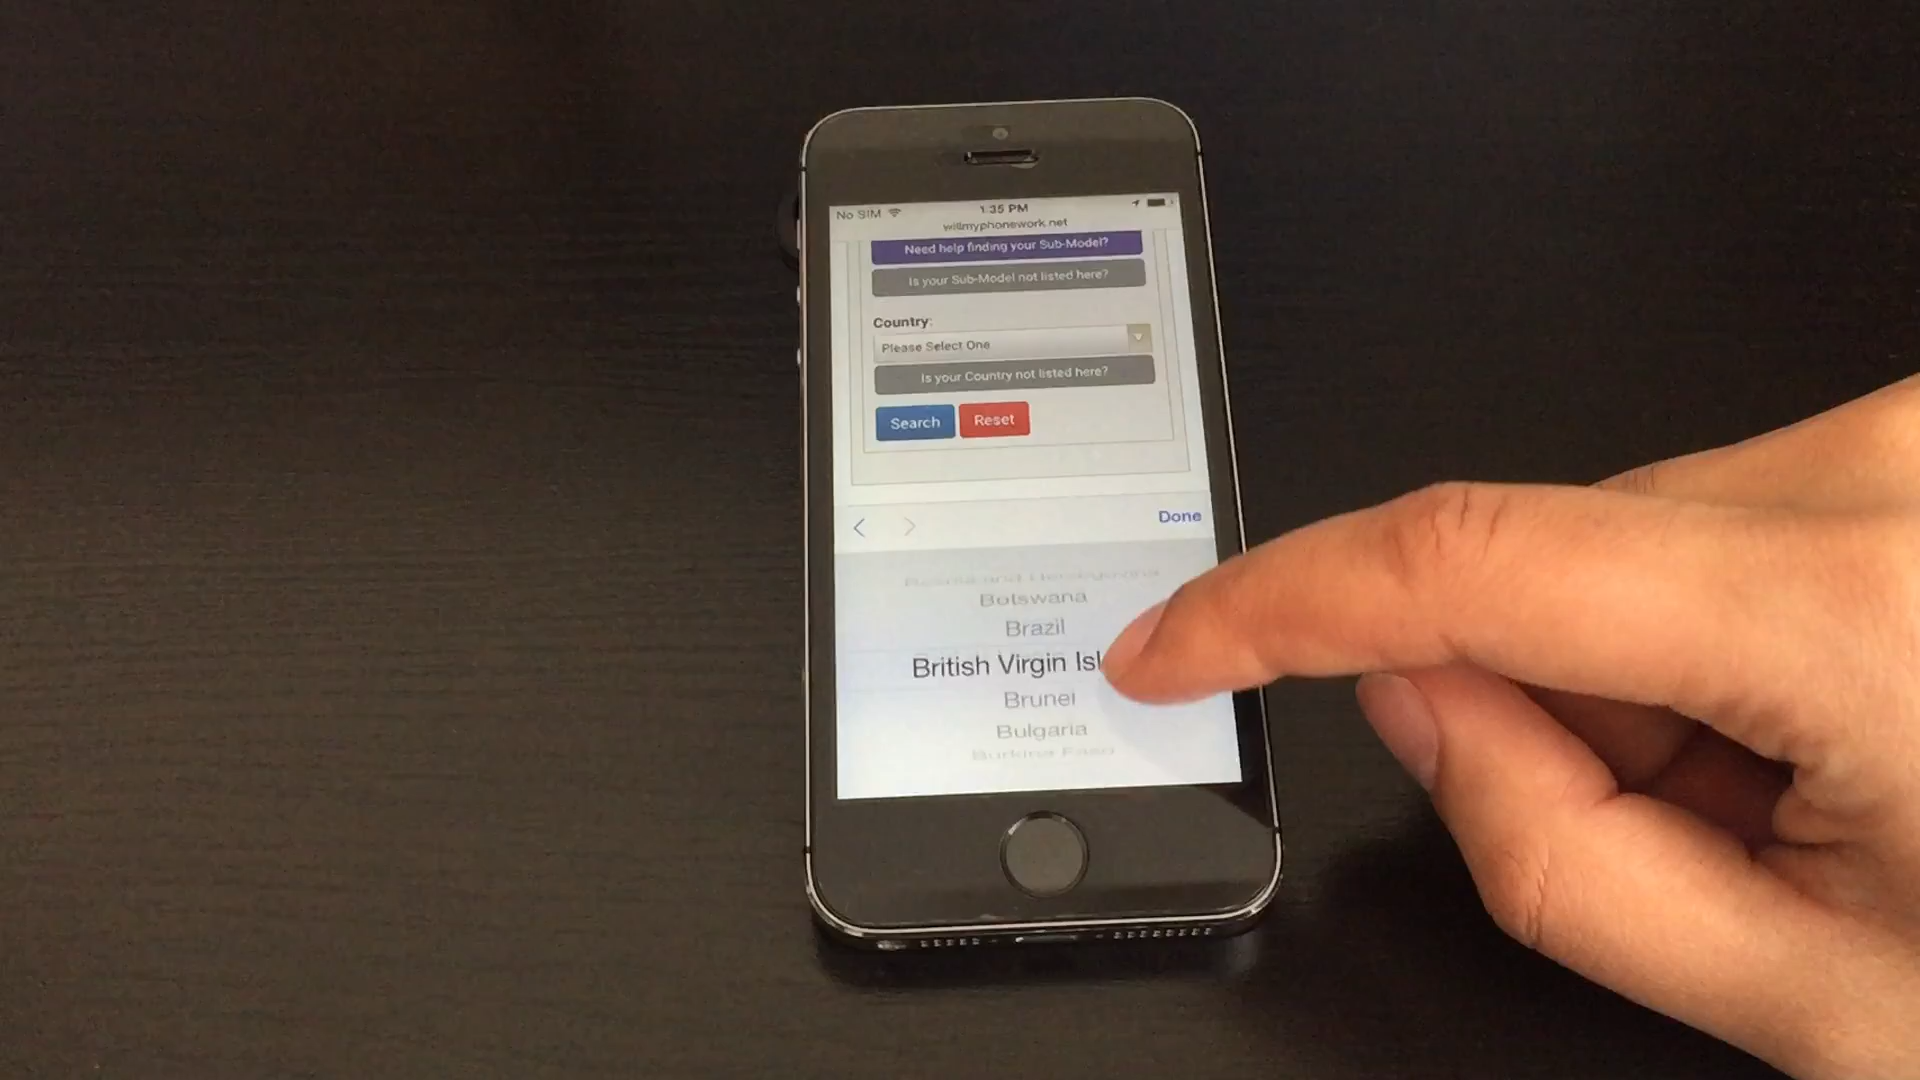 No SIM 1:35 PM
willmyphonework.net
Need help finding your Sub-Model?
Is your Sub-Model not listed here?
Country:
Please Select One
Is your Country not listed here?
Search Reset
Done
Bosnia and Herzegovina
Botswana
Brazil
British Virgin Isl
Brunei
Bulgaria
Burkina Faso